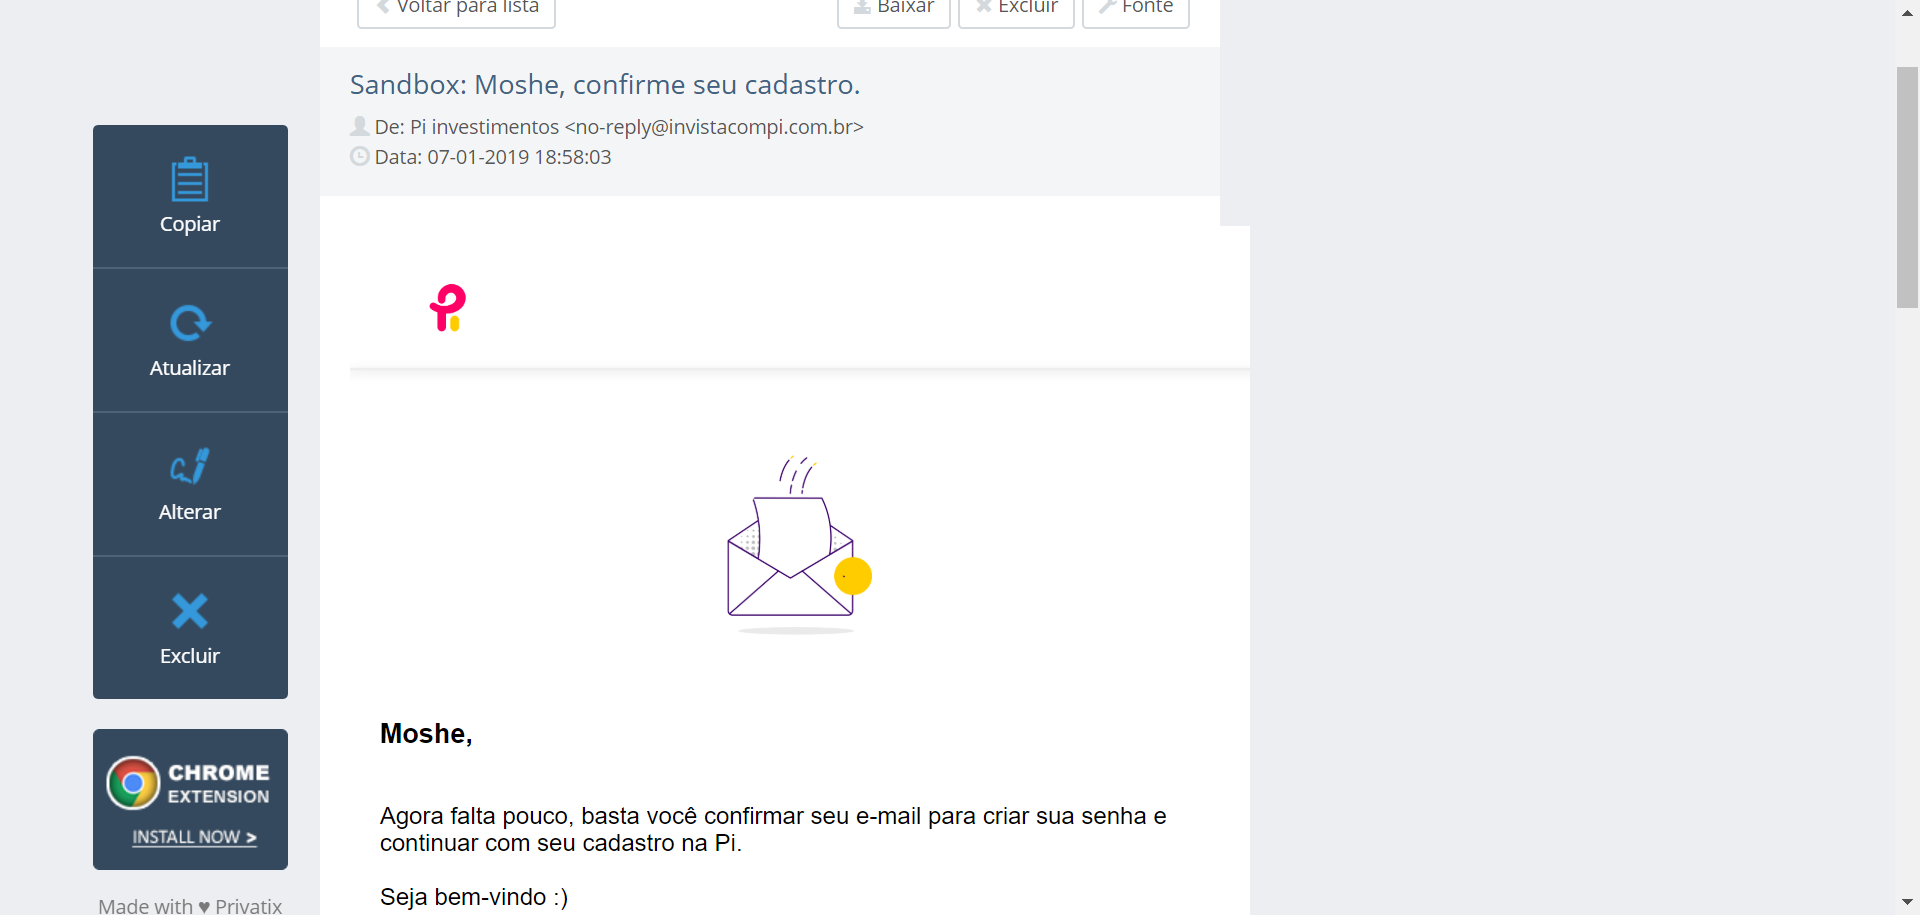 Voltar para lista
Baixar
Excluir
Fonte
Sandbox: Moshe, confirme seu cadastro.
De: Pi investimentos <no-reply@invistacompi.com.br>
Data: 07-01-2019 18:58:03
Copiar
Atualizar
Alterar
Excluir
CHROME
EXTENSION
INSTALL NOW >
Made with ♥ Privatix
Pi
Moshe,
Agora falta pouco, basta você confirmar seu e-mail para criar sua senha e
continuar com seu cadastro na Pi.
Seja bem-vindo :)